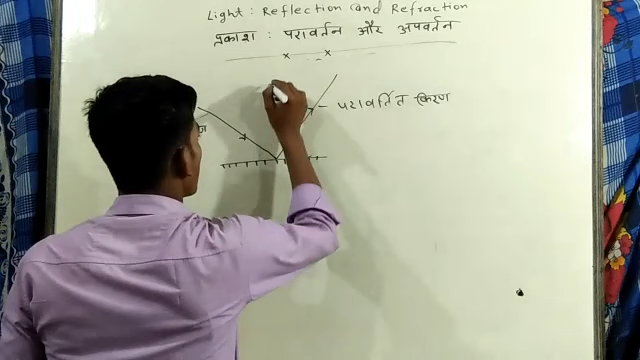 Light : Reflection and Refraction
प्रकाश : परावर्तन और अपवर्तन
परावर्तित किरण